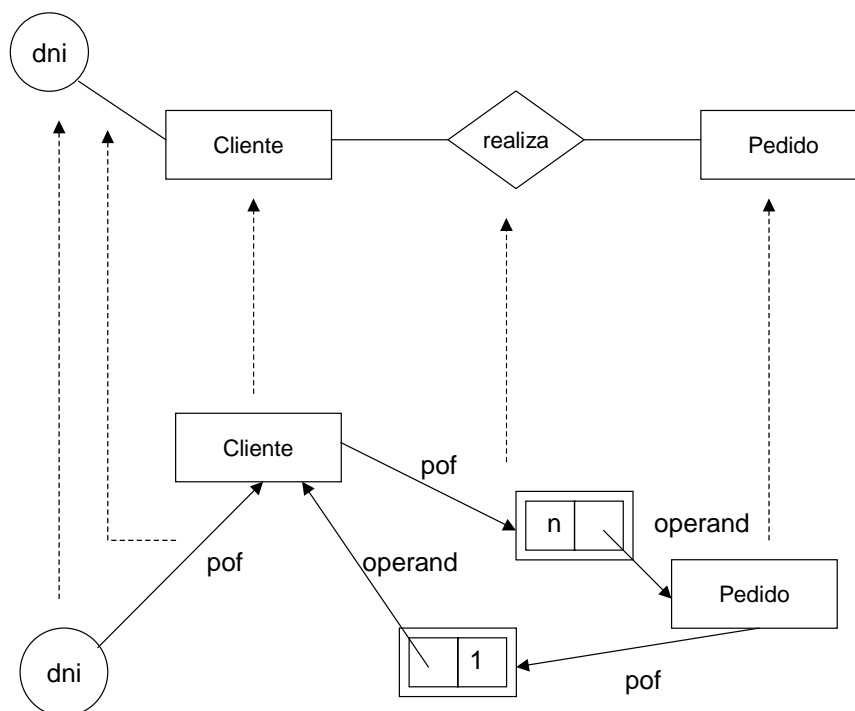 dni
Cliente
realiza
Pedido
Cliente
pof
n
operand
operand
pof
Pedido
1
dni
pof